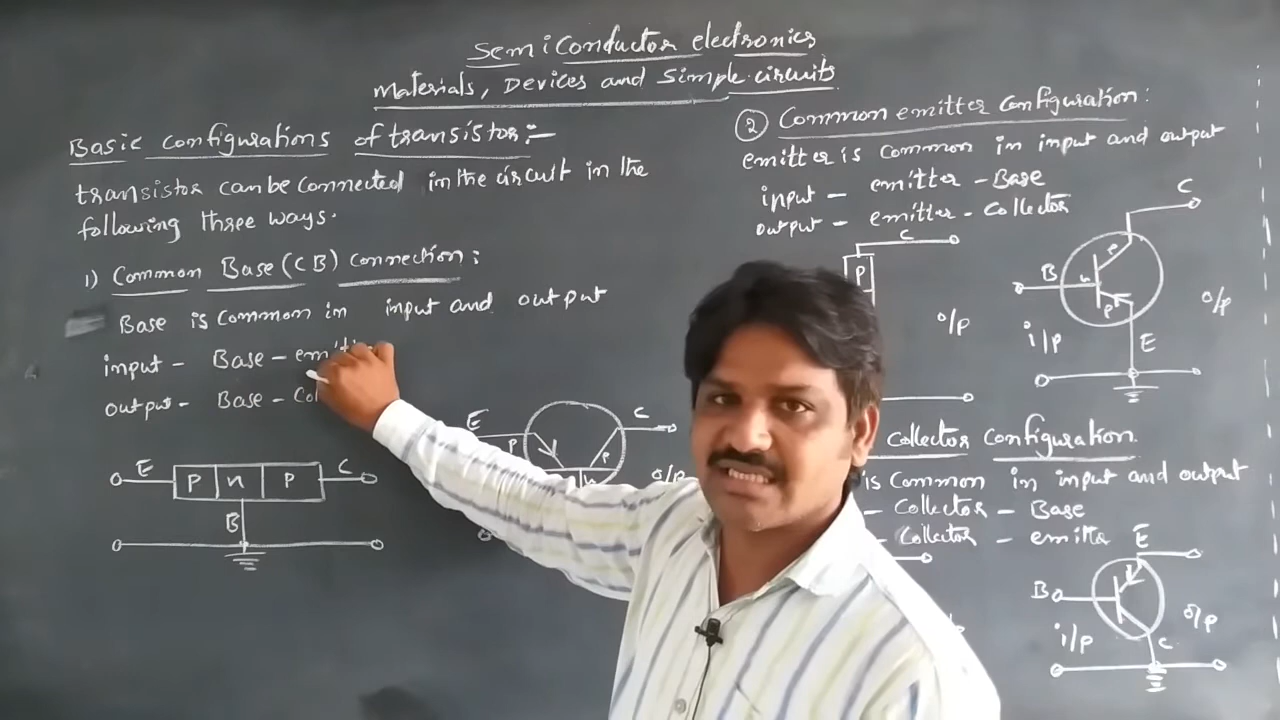 Semiconductor electronics
Materials, Devices and Simple circuits
Basic configurations of transistor:-
transistor can be connected in the circuit in the
following three ways.
1) Common Base (CB) Connection:
Base is common in input and output
input - Base - emitte
output - Base - Col
E P n P C
B
E C
P P
n o/p
② Common emitter configuration:
emitter is Common in input and output
input - emitter - Base
output - emitter - Collector
C
P
o/p
C
B n P
P
i/p E o/p
Collector Configuration.
is Common in input and output
- Collector - Base
- Collector - emitter
E
B
i/p C o/p